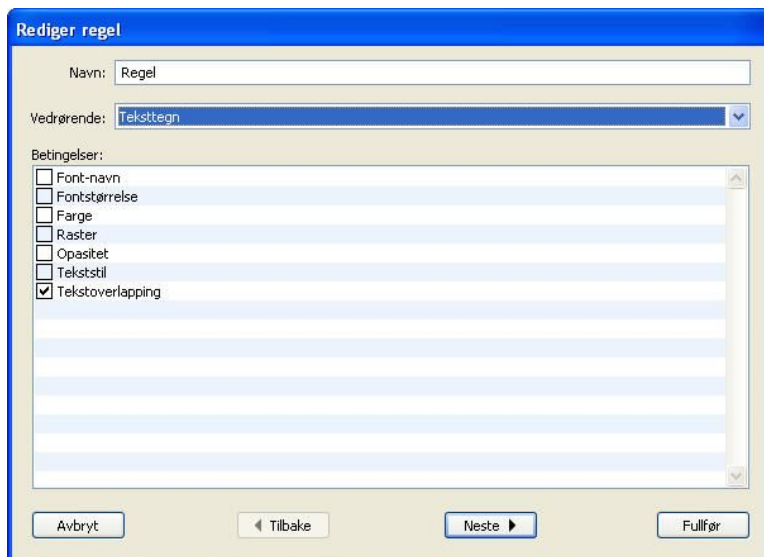 Rediger regel
Navn: Regel
Vedrørende: Teksttegn
Betingelser:
Font-navn
Fontstørrelse
Farge
Raster
Opasitet
Tekststil
Tekstoverlapping
Avbryt Tilbake Neste Fullfør